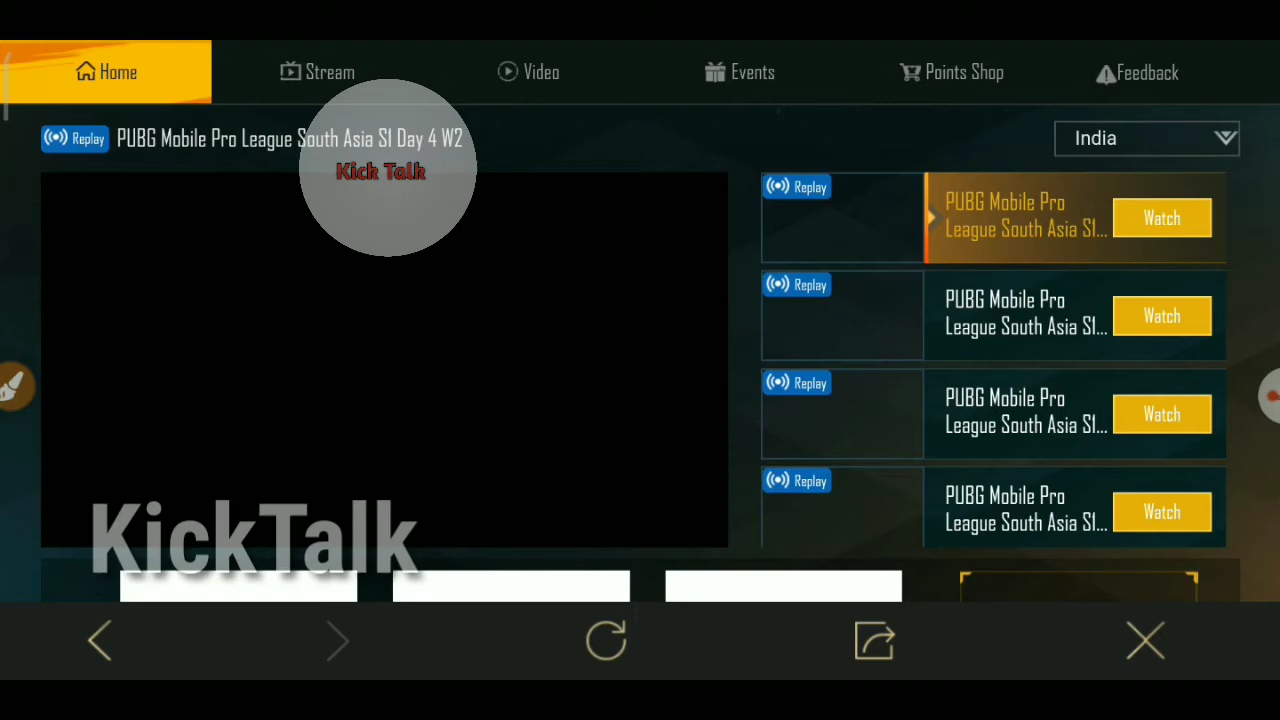 Home
Stream
Video
Events
Points Shop
Feedback
Replay
PUBG Mobile Pro League South Asia S1 Day 4 W2
India
Kick Talk
Replay
PUBG Mobile Pro
League South Asia S1...
Watch
Replay
PUBG Mobile Pro
League South Asia S1...
Watch
Replay
PUBG Mobile Pro
League South Asia S1...
Watch
Replay
PUBG Mobile Pro
League South Asia S1...
Watch
KickTalk